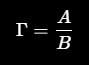 Γ = A/B